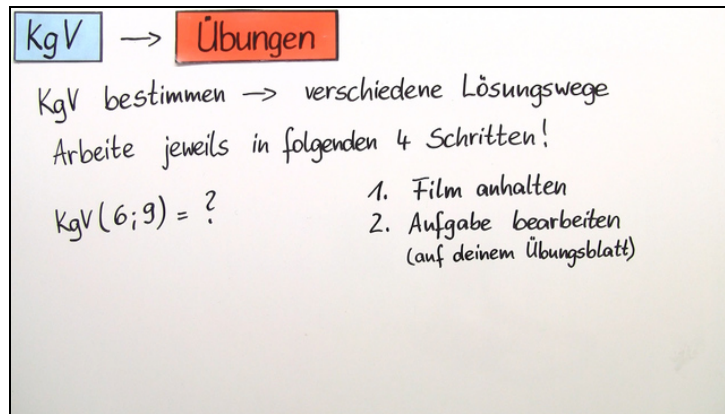 KgV → Übungen
KgV bestimmen → verschiedene Lösungswege
Arbeite jeweils in folgenden 4 Schritten!
KgV(6;9) = ?
1. Film anhalten
2. Aufgabe bearbeiten
(auf deinem Übungsblatt)